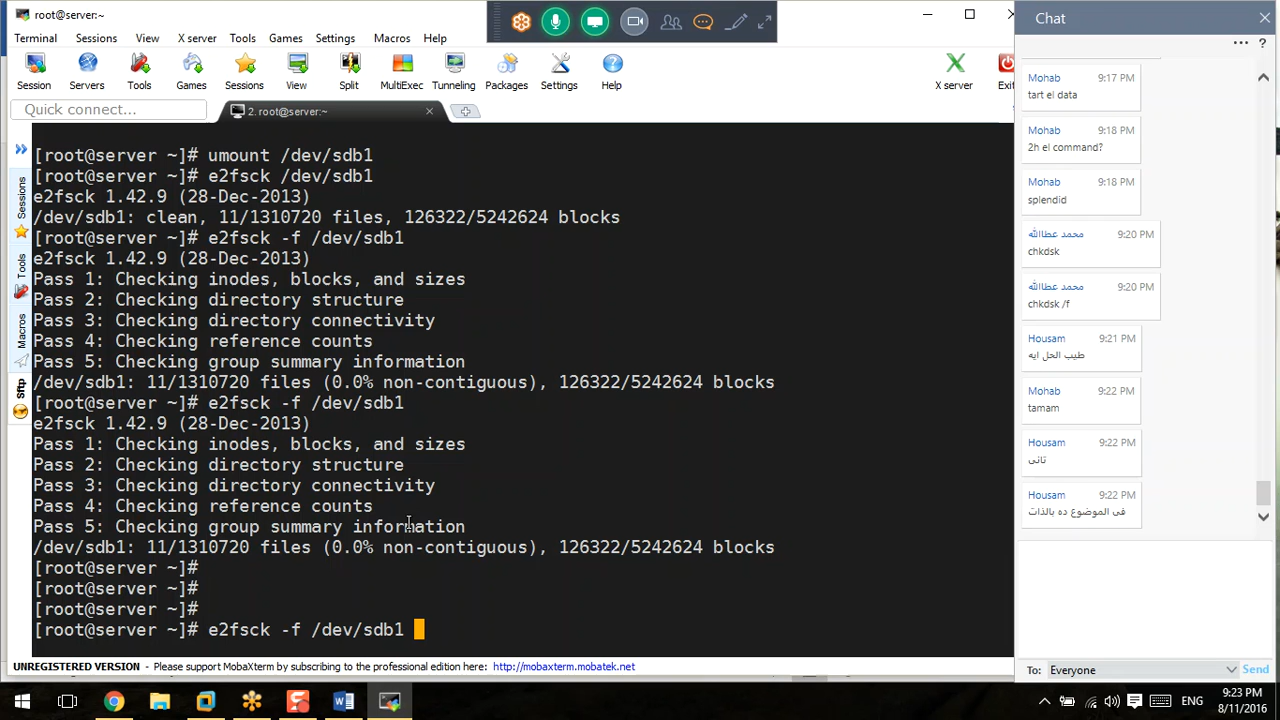 [root@server:~
Terminal Sessions View X server Tools Games Settings Macros Help
Session Servers Tools Games Sessions View Split MultiExec Tunneling Packages Settings Help X server Exit
Quick connect...
2. root@server:~
Sessions
Tools
Macros
Sftp
[root@server ~]# umount /dev/sdb1
[root@server ~]# e2fsck /dev/sdb1
e2fsck 1.42.9 (28-Dec-2013)
/dev/sdb1: clean, 11/1310720 files, 126322/5242624 blocks
[root@server ~]# e2fsck -f /dev/sdb1
e2fsck 1.42.9 (28-Dec-2013)
Pass 1: Checking inodes, blocks, and sizes
Pass 2: Checking directory structure
Pass 3: Checking directory connectivity
Pass 4: Checking reference counts
Pass 5: Checking group summary information
/dev/sdb1: 11/1310720 files (0.0% non-contiguous), 126322/5242624 blocks
[root@server ~]# e2fsck -f /dev/sdb1
e2fsck 1.42.9 (28-Dec-2013)
Pass 1: Checking inodes, blocks, and sizes
Pass 2: Checking directory structure
Pass 3: Checking directory connectivity
Pass 4: Checking reference counts
Pass 5: Checking group summary information
/dev/sdb1: 11/1310720 files (0.0% non-contiguous), 126322/5242624 blocks
[root@server ~]#
[root@server ~]#
[root@server ~]#
[root@server ~]# e2fsck -f /dev/sdb1
UNREGISTERED VERSION - Please support MobaXterm by subscribing to the professional edition here: http://mobaxterm.mobatek.net
Chat
Mohab 9:17 PM
tart el data
Mohab 9:18 PM
2h el command?
Mohab 9:18 PM
splendid
محمد عطاالله 9:20 PM
chkdsk
محمد عطاالله 9:20 PM
chkdsk /f
Housam 9:21 PM
طيب الحل ايه
Mohab 9:22 PM
tamam
Housam 9:22 PM
تانى
Housam 9:22 PM
فى الموضوع ده بالذات
To: Everyone Send
ENG
9:23 PM
8/11/2016